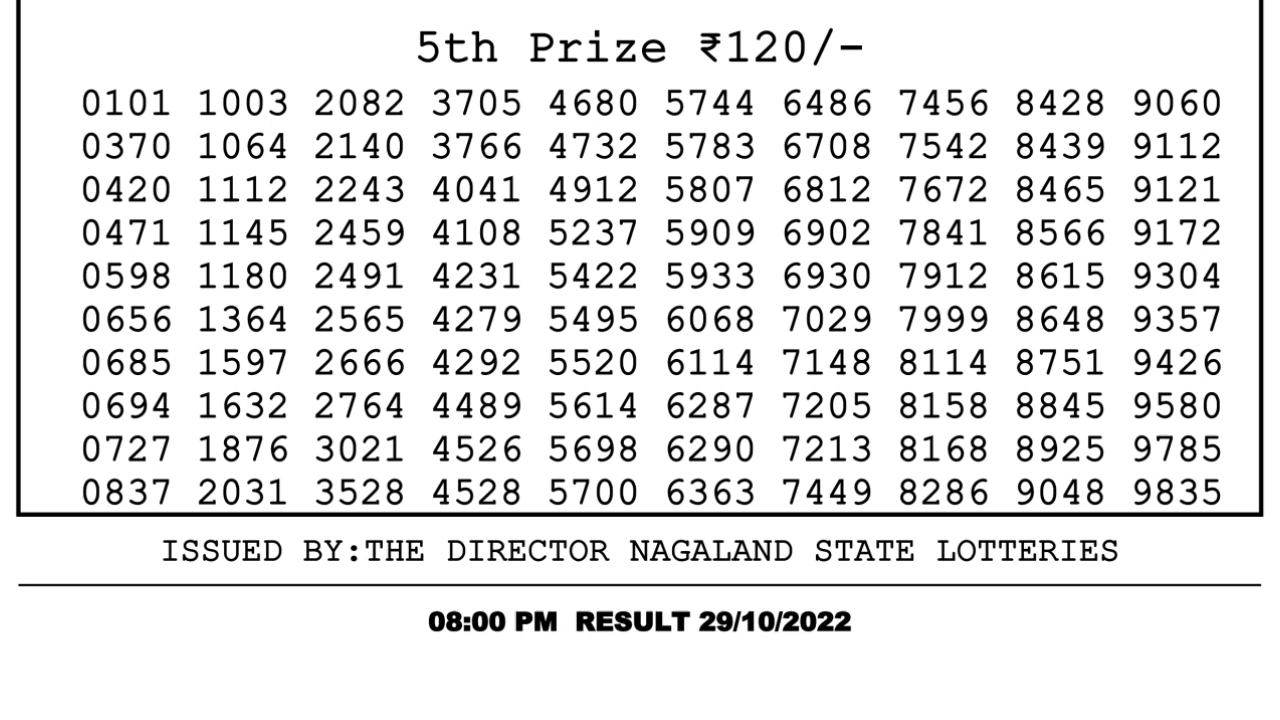 5th Prize ₹120/-
0101 1003 2082 3705 4680 5744 6486 7456 8428 9060
0370 1064 2140 3766 4732 5783 6708 7542 8439 9112
0420 1112 2243 4041 4912 5807 6812 7672 8465 9121
0471 1145 2459 4108 5237 5909 6902 7841 8566 9172
0598 1180 2491 4231 5422 5933 6930 7912 8615 9304
0656 1364 2565 4279 5495 6068 7029 7999 8648 9357
0685 1597 2666 4292 5520 6114 7148 8114 8751 9426
0694 1632 2764 4489 5614 6287 7205 8158 8845 9580
0727 1876 3021 4526 5698 6290 7213 8168 8925 9785
0837 2031 3528 4528 5700 6363 7449 8286 9048 9835
ISSUED BY:THE DIRECTOR NAGALAND STATE LOTTERIES
08:00 PM RESULT 29/10/2022